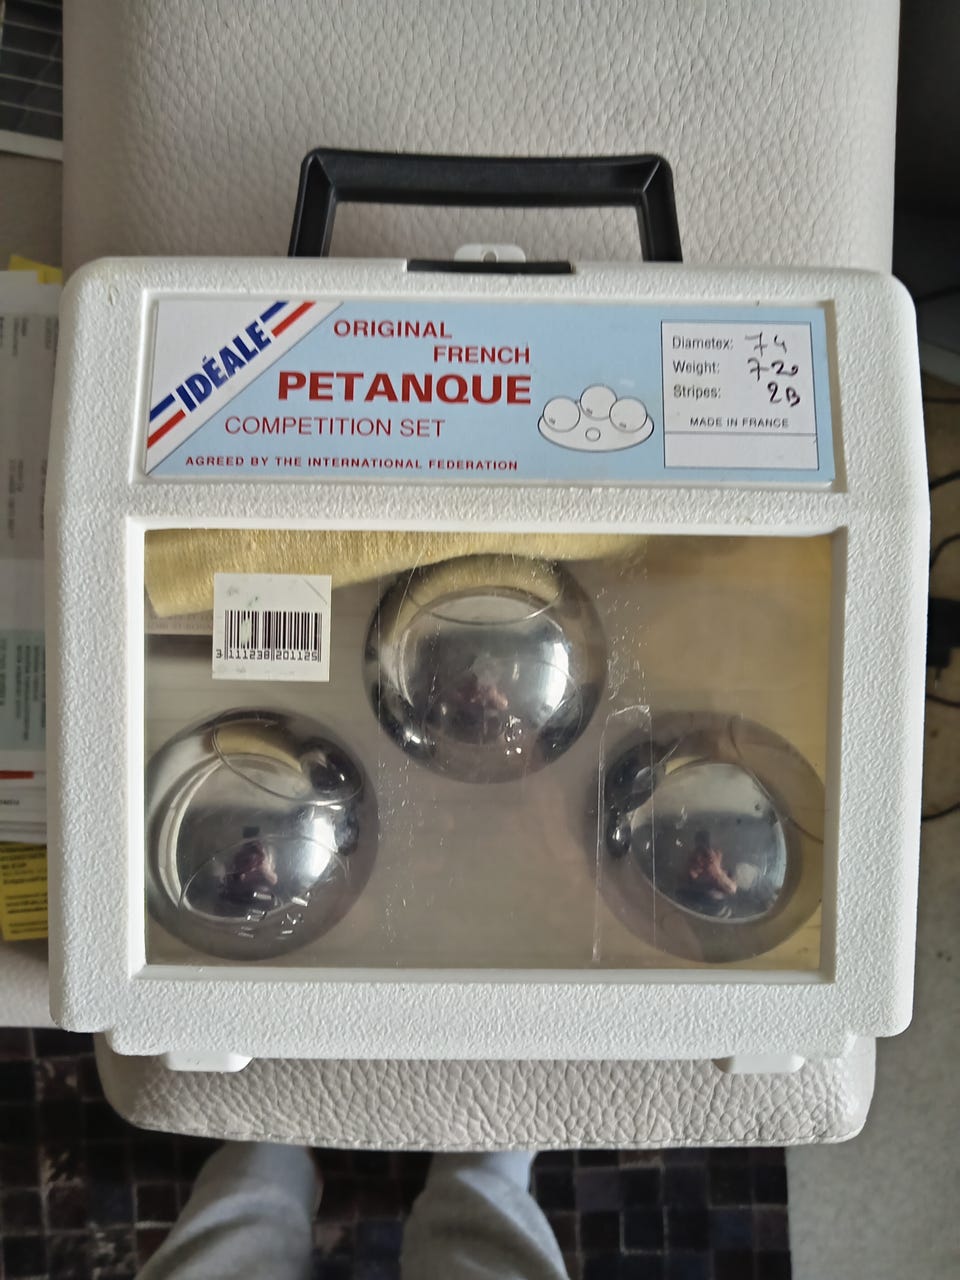 IDÉALE
ORIGINAL
FRENCH
PETANQUE
COMPETITION SET
AGREED BY THE INTERNATIONAL FEDERATION
Diametex: 74
Weight: 720
Stripes: 2B
MADE IN FRANCE
3 111238 201125